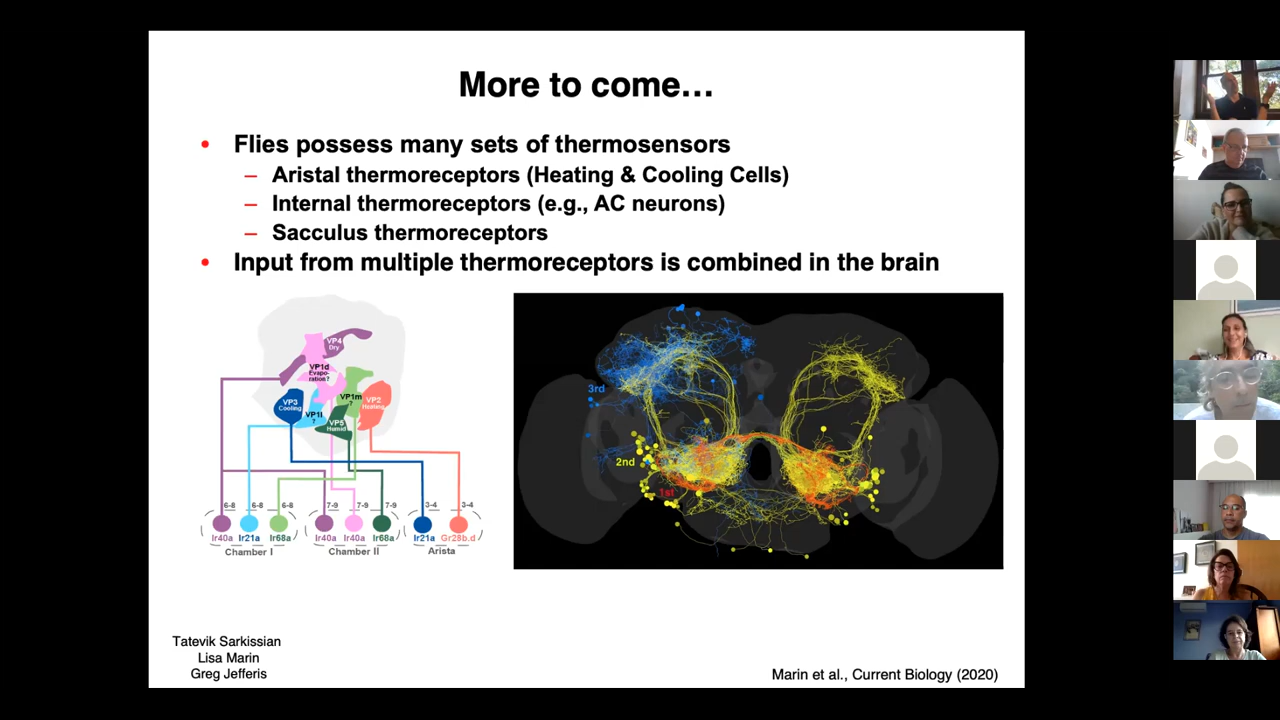 More to come...
• Flies possess many sets of thermosensors
– Aristal thermoreceptors (Heating & Cooling Cells)
– Internal thermoreceptors (e.g., AC neurons)
– Sacculus thermoreceptors
• Input from multiple thermoreceptors is combined in the brain
VP4
Dry
VP1d
Evapo-
ration?
VP3
Cooling
VP1l
?
VP1m
?
VP2
Heating
VP5
Humid
6-8 6-8 6-8 7-9 7-9 7-9 3-4 3-4
Ir40a Ir21a Ir68a Ir40a Ir40a Ir68a Ir21a Gr28b.d
Chamber I Chamber II Arista
3rd
2nd
1st
Tatevik Sarkissian
Lisa Marin
Greg Jefferis
Marin et al., Current Biology (2020)